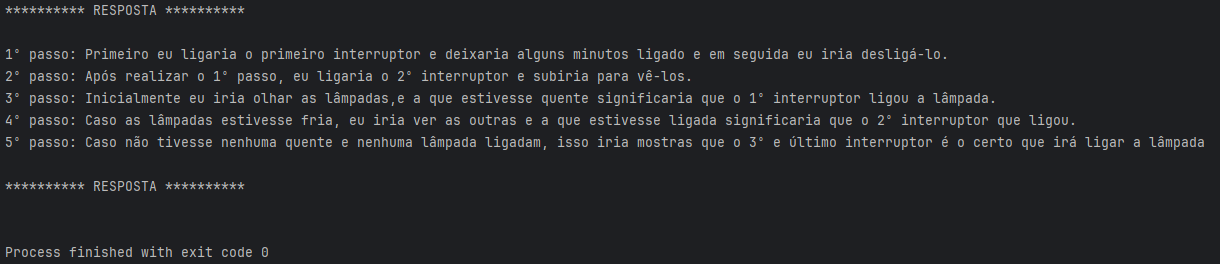 ********** RESPOSTA **********
1° passo: Primeiro eu ligaria o primeiro interruptor e deixaria alguns minutos ligado e em seguida eu iria desligá-lo.
2° passo: Após realizar o 1° passo, eu ligaria o 2° interruptor e subiria para vê-los.
3° passo: Inicialmente eu iria olhar as lâmpadas,e a que estivesse quente significaria que o 1° interruptor ligou a lâmpada.
4° passo: Caso as lâmpadas estivesse fria, eu iria ver as outras e a que estivesse ligada significaria que o 2° interruptor que ligou.
5° passo: Caso não tivesse nenhuma quente e nenhuma lâmpada ligadam, isso iria mostras que o 3° e último interruptor é o certo que irá ligar a lâmpada
********** RESPOSTA **********
Process finished with exit code 0